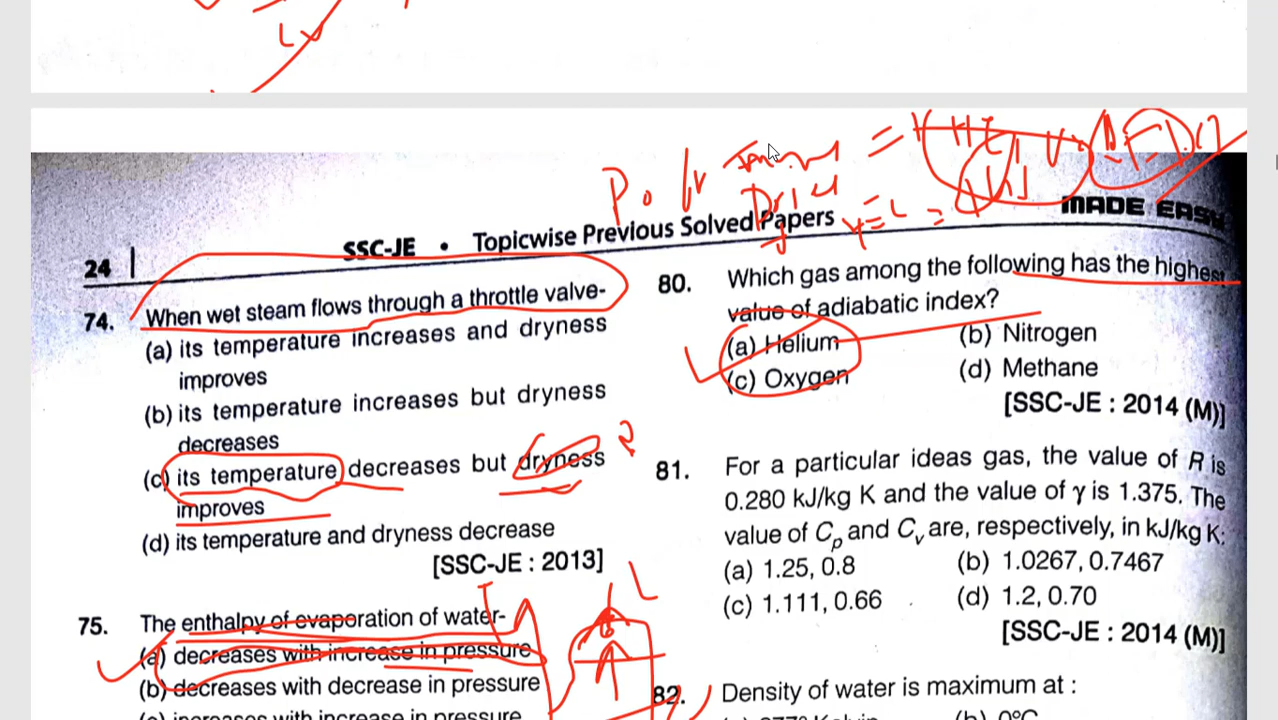 MADE EASY
24
SSC-JE • Topicwise Previous Solved Papers
74. When wet steam flows through a throttle valve-
(a) its temperature increases and dryness
improves
(b) its temperature increases but dryness
decreases
(c) its temperature decreases but dryness
improves
(d) its temperature and dryness decrease
[SSC-JE : 2013]
75. The enthalpy of evaporation of water-
(a) decreases with increase in pressure
(b) decreases with decrease in pressure
(c) increases with increase in pressure
80. Which gas among the following has the highest
value of adiabatic index?
(a) Helium (b) Nitrogen
(c) Oxygen (d) Methane
[SSC-JE : 2014 (M)]
81. For a particular ideas gas, the value of R is
0.280 kJ/kg K and the value of γ is 1.375. The
value of Cp and Cv are, respectively, in kJ/kg K:
(a) 1.25, 0.8 (b) 1.0267, 0.7467
(c) 1.111, 0.66 (d) 1.2, 0.70
[SSC-JE : 2014 (M)]
82. Density of water is maximum at :
(b) 0°C